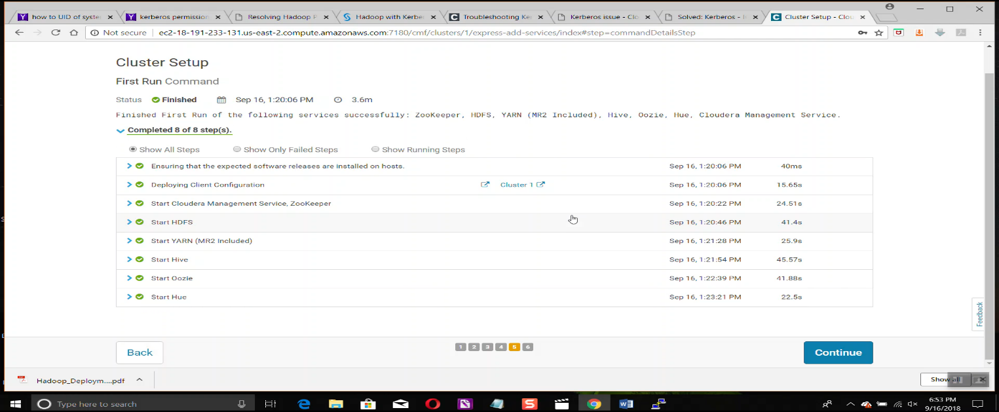 how to UID of syster
kerberos permission
Resolving Hadoop P
Hadoop with Kerbe
Troubleshooting Ker
Kerberos issue - Clo
Solved: Kerberos - I
Cluster Setup - Clou
Not secure ec2-18-191-233-131.us-east-2.compute.amazonaws.com:7180/cmf/clusters/1/express-add-services/index#step=commandDetailsStep
Cluster Setup
First Run Command
Status Finished Sep 16, 1:20:06 PM 3.6m
Finished First Run of the following services successfully: ZooKeeper, HDFS, YARN (MR2 Included), Hive, Oozie, Hue, Cloudera Management Service.
Completed 8 of 8 step(s).
Show All Steps Show Only Failed Steps Show Running Steps
Ensuring that the expected software releases are installed on hosts. Sep 16, 1:20:06 PM 40ms
Deploying Client Configuration Cluster 1 Sep 16, 1:20:06 PM 15.65s
Start Cloudera Management Service, ZooKeeper Sep 16, 1:20:22 PM 24.51s
Start HDFS Sep 16, 1:20:46 PM 41.4s
Start YARN (MR2 Included) Sep 16, 1:21:28 PM 25.9s
Start Hive Sep 16, 1:21:54 PM 45.57s
Start Oozie Sep 16, 1:22:39 PM 41.88s
Start Hue Sep 16, 1:23:21 PM 22.5s
Feedback
Back 1 2 3 4 5 6 Continue
Hadoop_Deploym....pdf Show all
Type here to search
6:53 PM
9/16/2018